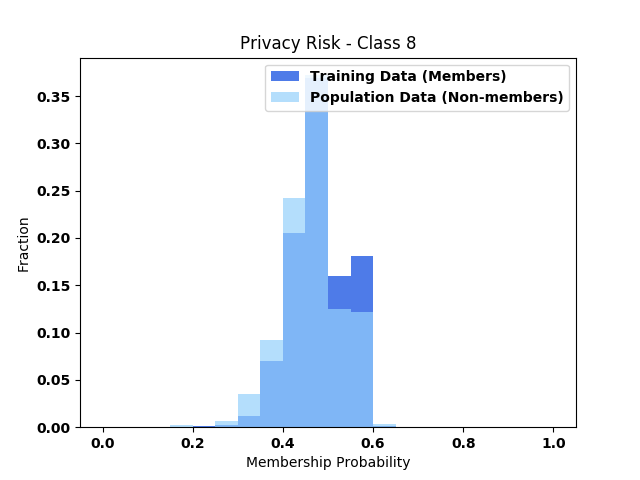 Privacy Risk - Class 8
Training Data (Members)
Population Data (Non-members)
0.35
0.30
0.25
0.20
0.15
0.10
0.05
0.00
Fraction
0.0 0.2 0.4 0.6 0.8 1.0
Membership Probability